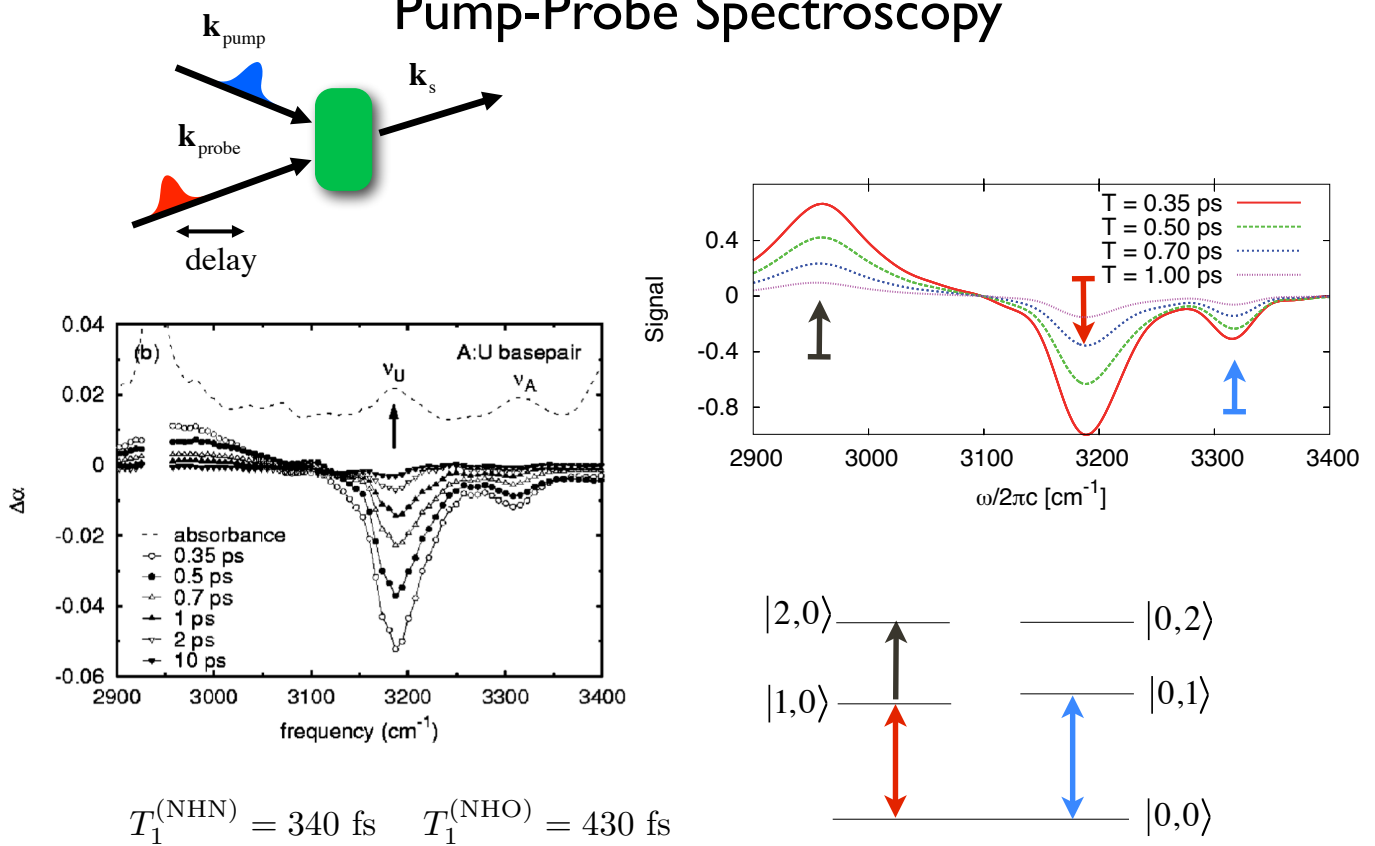 Pump-Probe Spectroscopy
k_pump
k_s
k_probe
delay
0.04
0.02
0
-0.02
-0.04
-0.06
Δα
(b)
A:U basepair
ν_U
ν_A
absorbance
0.35 ps
0.5 ps
0.7 ps
1 ps
2 ps
10 ps
2900 3000 3100 3200 3300 3400
frequency (cm⁻¹)
T = 0.35 ps
T = 0.50 ps
T = 0.70 ps
T = 1.00 ps
0.4
0
-0.4
-0.8
Signal
2900 3000 3100 3200 3300 3400
ω/2πc [cm⁻¹]
|2,0⟩ |0,2⟩
|1,0⟩ |0,1⟩
|0,0⟩
T₁^(NHN) = 340 fs T₁^(NHO) = 430 fs